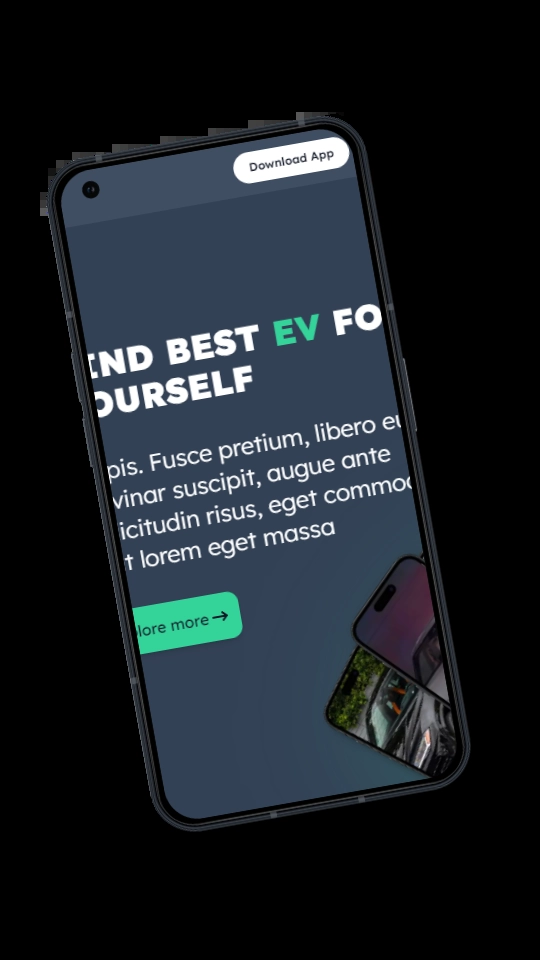 Download App
IND BEST EV FO
OURSELF
pis. Fusce pretium, libero eu
vinar suscipit, augue ante
icitudin risus, eget commod
t lorem eget massa
lore more →